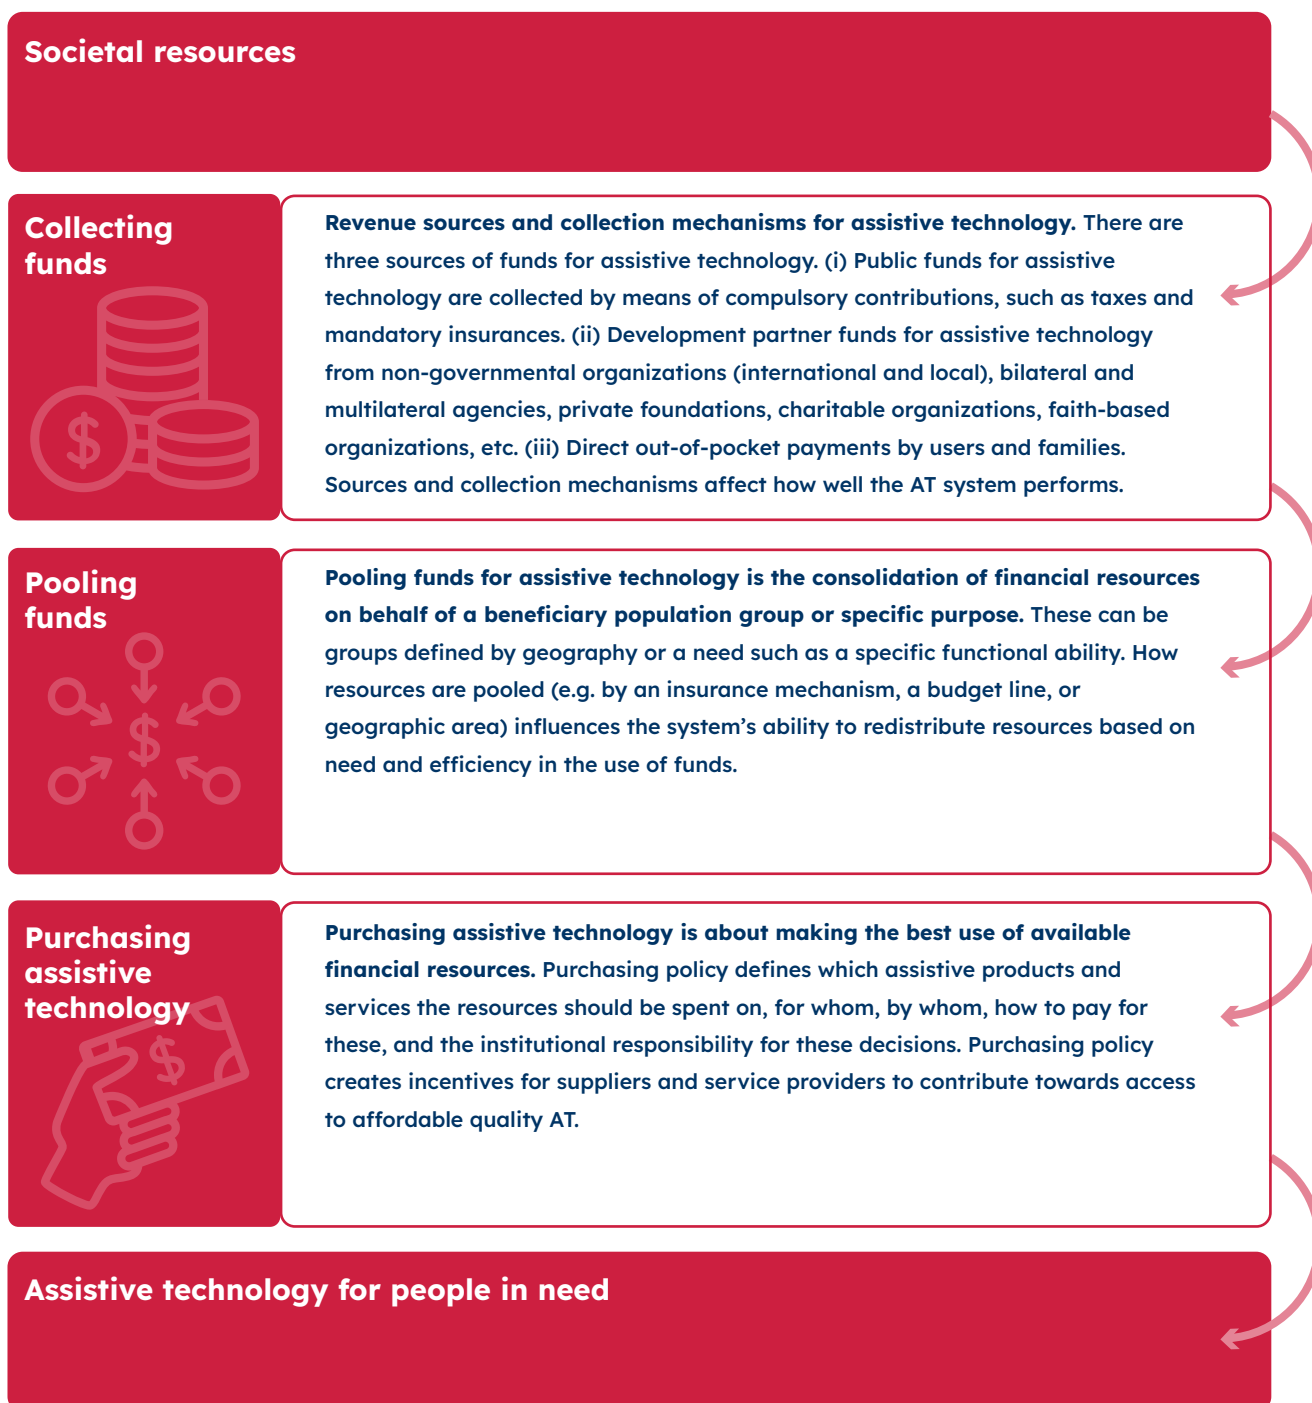 Societal resources
Collecting
funds
Revenue sources and collection mechanisms for assistive technology. There are
three sources of funds for assistive technology. (i) Public funds for assistive
technology are collected by means of compulsory contributions, such as taxes and
mandatory insurances. (ii) Development partner funds for assistive technology
from non-governmental organizations (international and local), bilateral and
multilateral agencies, private foundations, charitable organizations, faith-based
organizations, etc. (iii) Direct out-of-pocket payments by users and families.
Sources and collection mechanisms affect how well the AT system performs.
$
Pooling
funds
Pooling funds for assistive technology is the consolidation of financial resources
on behalf of a beneficiary population group or specific purpose. These can be
groups defined by geography or a need such as a specific functional ability. How
resources are pooled (e.g. by an insurance mechanism, a budget line, or
geographic area) influences the system’s ability to redistribute resources based on
need and efficiency in the use of funds.
$
Purchasing
assistive
technology
Purchasing assistive technology is about making the best use of available
financial resources. Purchasing policy defines which assistive products and
services the resources should be spent on, for whom, by whom, how to pay for
these, and the institutional responsibility for these decisions. Purchasing policy
creates incentives for suppliers and service providers to contribute towards access
to affordable quality AT.
$
Assistive technology for people in need